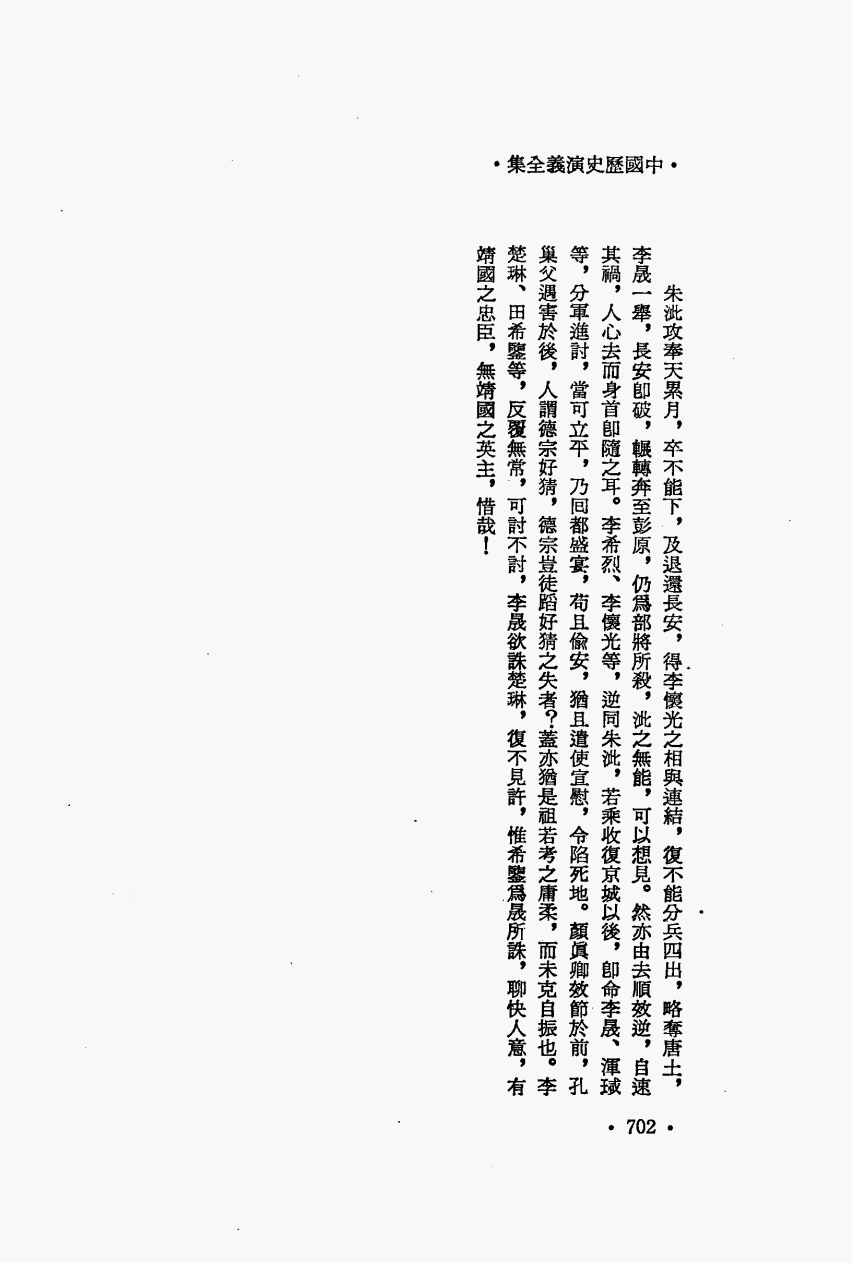 •集全義演史歷國中•
朱泚攻奉天累月，卒不能下，及退還長安，得李懷光之相與連結，復不能分兵四出，略奪唐土，
李晟一舉，長安卽破，輾轉奔至彭原，仍爲部將所殺，泚之無能，可以想見。然亦由去順效逆，自速
其禍，人心去而身首卽隨之耳。李希烈、李懷光等，逆同朱泚，若乘收復京城以後，卽命李晟、渾瑊
等，分軍進討，當可立平，乃回都盛宴，苟且偸安，猶且遣使宣慰，令陷死地。顏眞卿效節於前，孔
巢父遇害於後，人謂德宗好猜，德宗豈徒蹈好猜之失者？蓋亦猶是祖若考之庸柔，而未克自振也。李
楚琳、田希鑒等，反覆無常，可討不討，李晟欲誅楚琳，復不見許，惟希鑒爲晟所誅，聊快人意，有
靖國之忠臣，無靖國之英主，惜哉！
• 702 •